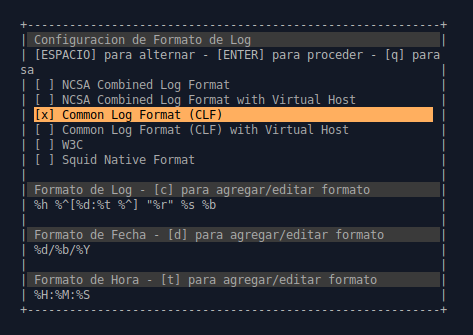 Configuracion de Formato de Log
[ESPACIO] para alternar - [ENTER] para proceder - [q] para
sa
[ ] NCSA Combined Log Format
[ ] NCSA Combined Log Format with Virtual Host
[x] Common Log Format (CLF)
[ ] Common Log Format (CLF) with Virtual Host
[ ] W3C
[ ] Squid Native Format
Formato de Log - [c] para agregar/editar formato
%h %^[%d:%t %^] "%r" %s %b
Formato de Fecha - [d] para agregar/editar formato
%d/%b/%Y
Formato de Hora - [t] para agregar/editar formato
%H:%M:%S